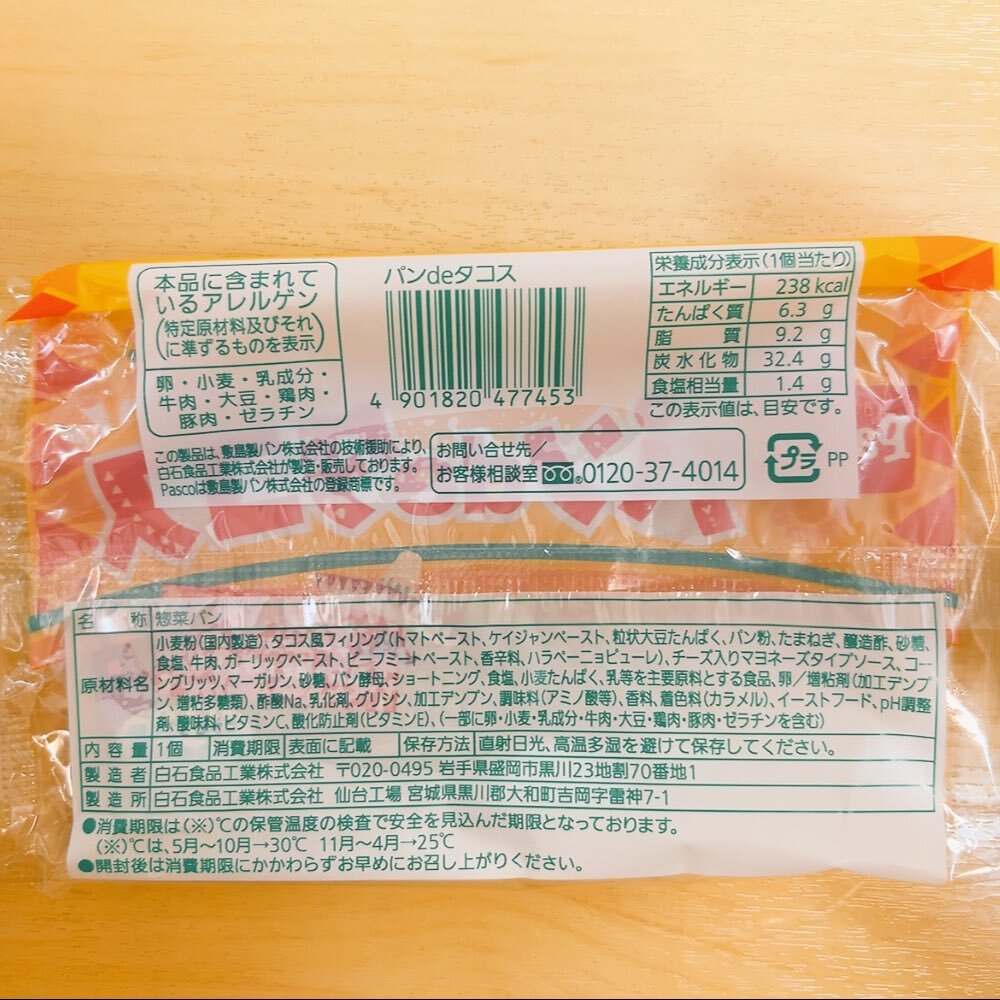 本品に含まれて
いるアレルゲン
(特定原材料及びそれ
に準ずるものを表示)
卵・小麦・乳成分・
牛肉・大豆・鶏肉・
豚肉・ゼラチン
パンdeタコス
4 901820 477453
栄養成分表示(1個当たり)
エネルギー 238 kcal
たんぱく質 6.3 g
脂質 9.2 g
炭水化物 32.4 g
食塩相当量 1.4 g
この表示値は、目安です。
この製品は、敷島製パン株式会社の技術援助により、
白石食品工業株式会社が製造・販売しております。
Pascoは敷島製パン株式会社の登録商標です。
お問い合せ先/
お客様相談室 0120-37-4014
プラ PP
名称 惣菜パン
原材料名 小麦粉(国内製造)、タコス風フィリング(トマトペースト、ケイジャンペースト、粒状大豆たんぱく、パン粉、たまねぎ、醸造酢、砂糖、
食塩、牛肉、ガーリックペースト、ビーフミートペースト、香辛料、ハラペーニョピューレ)、チーズ入りマヨネーズタイプソース、コー
ングリッツ、マーガリン、砂糖、パン酵母、ショートニング、食塩、小麦たんぱく、乳等を主要原料とする食品、卵/増粘剤(加工デンプ
ン、増粘多糖類)、酢酸Na、乳化剤、グリシン、加工デンプン、調味料(アミノ酸等)、香料、着色料(カラメル)、イーストフード、pH調整
剤、酸味料、ビタミンC、酸化防止剤(ビタミンE)、(一部に卵・小麦・乳成分・牛肉・大豆・鶏肉・豚肉・ゼラチンを含む)
内容量 1個 消費期限 表面に記載 保存方法 直射日光、高温多湿を避けて保存してください。
製造者 白石食品工業株式会社 〒020-0495 岩手県盛岡市黒川23地割70番地1
製造所 白石食品工業株式会社 仙台工場 宮城県黒川郡大和町吉岡字雷神7-1
●消費期限は(※)℃の保管温度の検査で安全を見込んだ期限となっております。
(※)℃は、5月～10月→30℃ 11月～4月→25℃
●開封後は消費期限にかかわらずお早めにお召し上がりください。